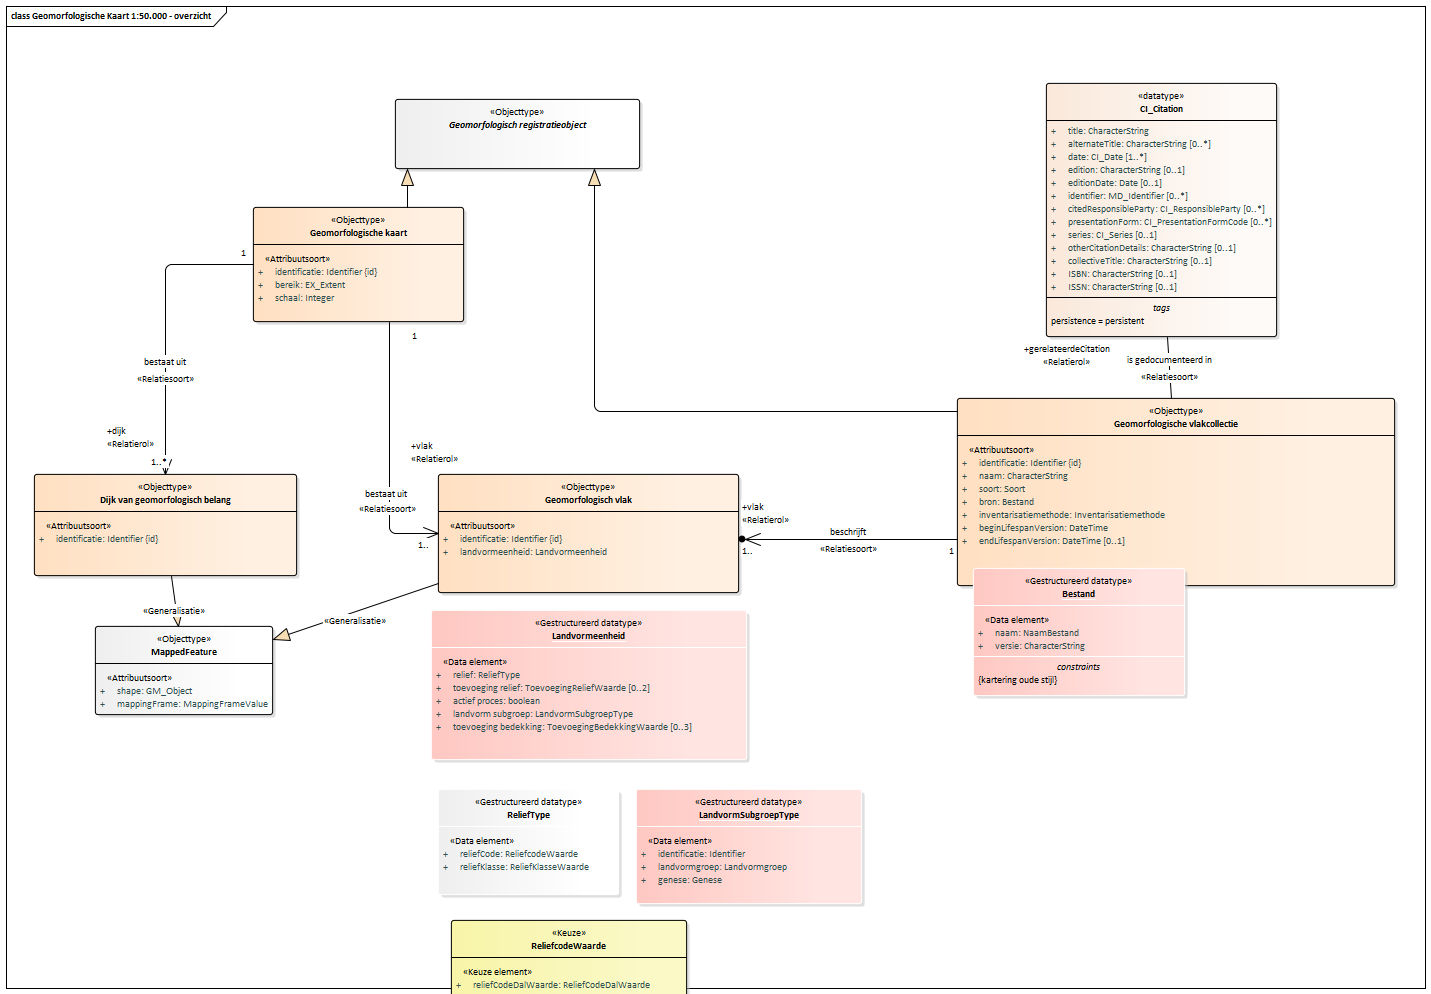 class Geomorfologische Kaart 1:50.000 - overzicht
«Objecttype»
Geomorfologisch registratieobject
«datatype»
CI_Citation
+ title: CharacterString
+ alternateTitle: CharacterString [0..*]
+ date: CI_Date [1..*]
+ edition: CharacterString [0..1]
+ editionDate: Date [0..1]
+ identifier: MD_Identifier [0..*]
+ citedResponsibleParty: CI_ResponsibleParty [0..*]
+ presentationForm: CI_PresentationFormCode [0..*]
+ series: CI_Series [0..1]
+ otherCitationDetails: CharacterString [0..1]
+ collectiveTitle: CharacterString [0..1]
+ ISBN: CharacterString [0..1]
+ ISSN: CharacterString [0..1]
tags
persistence = persistent
«Objecttype»
Geomorfologische kaart
«Attribuutsoort»
+ identificatie: Identifier {id}
+ bereik: EX_Extent
+ schaal: Integer
1
1
+gerelateerdeCitation
«Relatierol»
is gedocumenteerd in
«Relatiesoort»
bestaat uit
«Relatiesoort»
+dijk
«Relatierol»
1..*
+vlak
«Relatierol»
bestaat uit
«Relatiesoort»
1..
«Objecttype»
Geomorfologische vlakcollectie
«Attribuutsoort»
+ identificatie: Identifier {id}
+ naam: CharacterString
+ soort: Soort
+ bron: Bestand
+ inventarisatiemethode: Inventarisatiemethode
+ beginLifespanVersion: DateTime
+ endLifespanVersion: DateTime [0..1]
«Objecttype»
Dijk van geomorfologisch belang
«Attribuutsoort»
+ identificatie: Identifier {id}
«Objecttype»
Geomorfologisch vlak
«Attribuutsoort»
+ identificatie: Identifier {id}
+ landvormeenheid: Landvormeenheid
+vlak
«Relatierol»
1..
beschrijft
«Relatiesoort»
1
«Gestructureerd datatype»
Bestand
«Data element»
+ naam: NaamBestand
+ versie: CharacterString
constraints
{kartering oude stijl}
«Generalisatie»
«Generalisatie»
«Objecttype»
MappedFeature
«Attribuutsoort»
+ shape: GM_Object
+ mappingFrame: MappingFrameValue
«Gestructureerd datatype»
Landvormeenheid
«Data element»
+ relief: ReliefType
+ toevoeging relief: ToevoegingReliefWaarde [0..2]
+ actief proces: boolean
+ landvorm subgroep: LandvormSubgroepType
+ toevoeging bedekking: ToevoegingBedekkingWaarde [0..3]
«Gestructureerd datatype»
ReliefType
«Data element»
+ reliefCode: ReliefcodeWaarde
+ reliefKlasse: ReliefKlasseWaarde
«Gestructureerd datatype»
LandvormSubgroepType
«Data element»
+ identificatie: Identifier
+ landvormgroep: Landvormgroep
+ genese: Genese
«Keuze»
ReliefcodeWaarde
«Keuze element»
+ reliefCodeDalWaarde: ReliefCodeDalWaarde